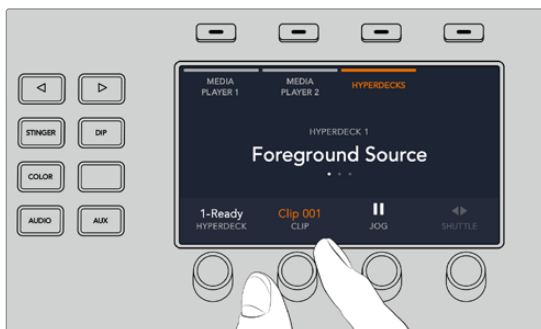 MEDIA
PLAYER 1
MEDIA
PLAYER 2
HYPERDECKS
HYPERDECK 1
Foreground Source
STINGER
DIP
COLOR
AUDIO
AUX
1-Ready
HYPERDECK
Clip 001
CLIP
JOG
SHUTTLE